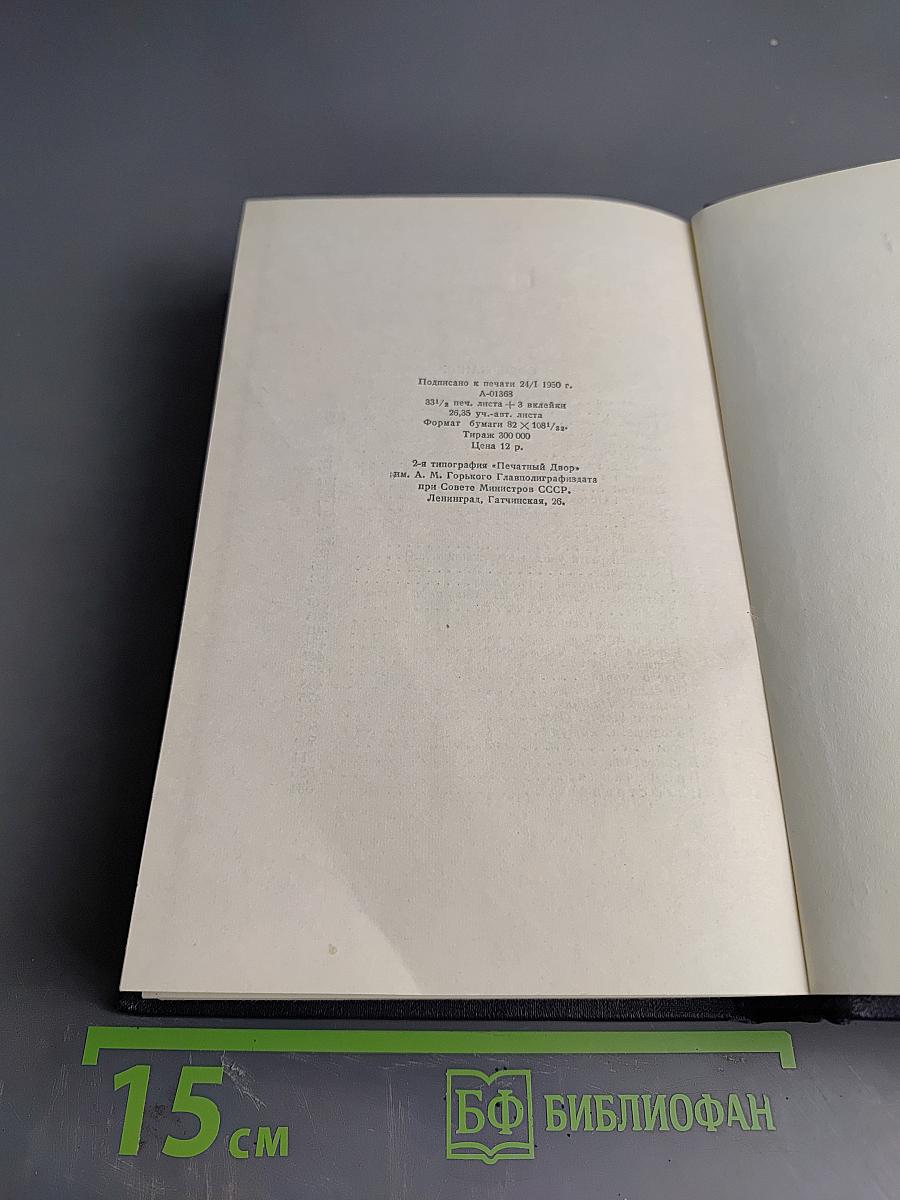 Подписано к печати 24/I 1950 г.
А-01363
33¹/₂ печ. листа + 3 вклейки
26,35 уч.-авт. листа
Формат бумаги 82 × 108¹/₃₂.
Тираж 300 000
Цена 12 р.
2-я типография «Печатный Двор»
им. А. М. Горького Главполиграфиздата
при Совете Министров СССР.
Ленинград, Гатчинская, 26.
15 см
БФ БИБЛИОФАН